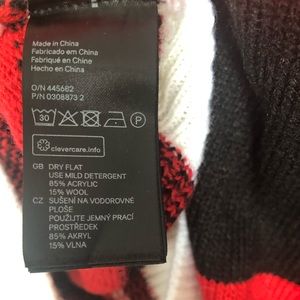 Made in China
Fabricado em China
Fabriqué en Chine
Hecho en China
O/N 445682
P/N 0308873 2
30
P
clevercare.info
GB DRY FLAT
USE MILD DETERGENT
85% ACRYLIC
15% WOOL
CZ SUŠENÍ NA VODOROVNÉ
PLOŠE
POUŽIJTE JEMNÝ PRACÍ
PROSTŘEDEK
85% AKRYL
15% VLNA